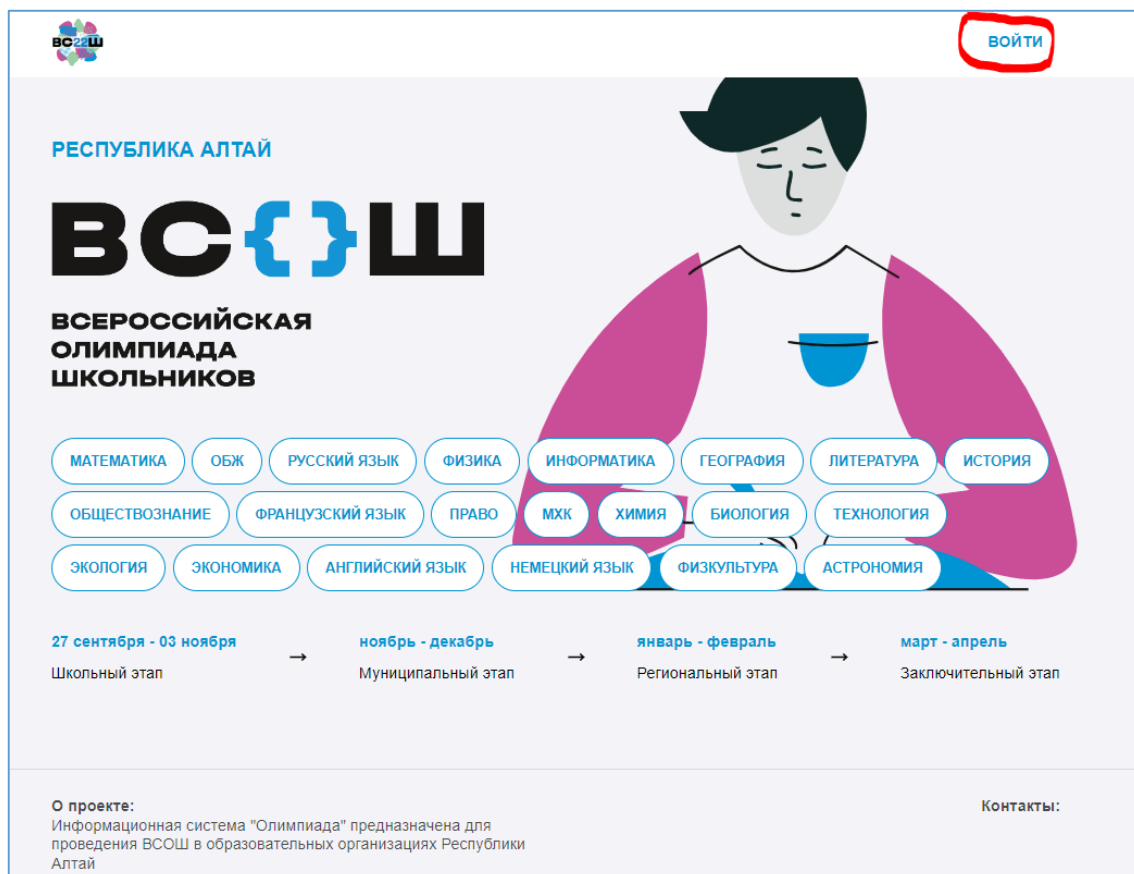 ВС22Ш
ВОЙТИ
РЕСПУБЛИКА АЛТАЙ
ВС{ }Ш
ВСЕРОССИЙСКАЯ
ОЛИМПИАДА
ШКОЛЬНИКОВ
МАТЕМАТИКА ОБЖ РУССКИЙ ЯЗЫК ФИЗИКА ИНФОРМАТИКА ГЕОГРАФИЯ ЛИТЕРАТУРА ИСТОРИЯ
ОБЩЕСТВОЗНАНИЕ ФРАНЦУЗСКИЙ ЯЗЫК ПРАВО МХК ХИМИЯ БИОЛОГИЯ ТЕХНОЛОГИЯ
ЭКОЛОГИЯ ЭКОНОМИКА АНГЛИЙСКИЙ ЯЗЫК НЕМЕЦКИЙ ЯЗЫК ФИЗКУЛЬТУРА АСТРОНОМИЯ
27 сентября - 03 ноября → ноябрь - декабрь → январь - февраль → март - апрель
Школьный этап Муниципальный этап Региональный этап Заключительный этап
О проекте: Контакты:
Информационная система "Олимпиада" предназначена для
проведения ВСОШ в образовательных организациях Республики
Алтай